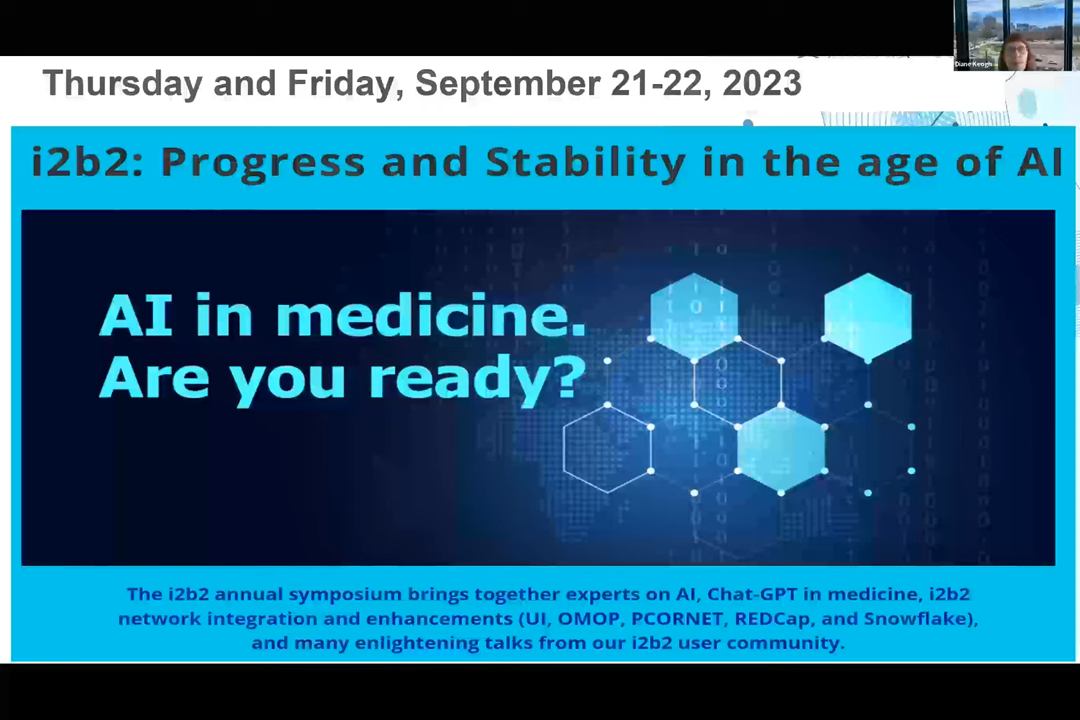 Diane Keogh
Thursday and Friday, September 21-22, 2023
i2b2: Progress and Stability in the age of AI
AI in medicine.
Are you ready?
The i2b2 annual symposium brings together experts on AI, Chat-GPT in medicine, i2b2
network integration and enhancements (UI, OMOP, PCORNET, REDCap, and Snowflake),
and many enlightening talks from our i2b2 user community.